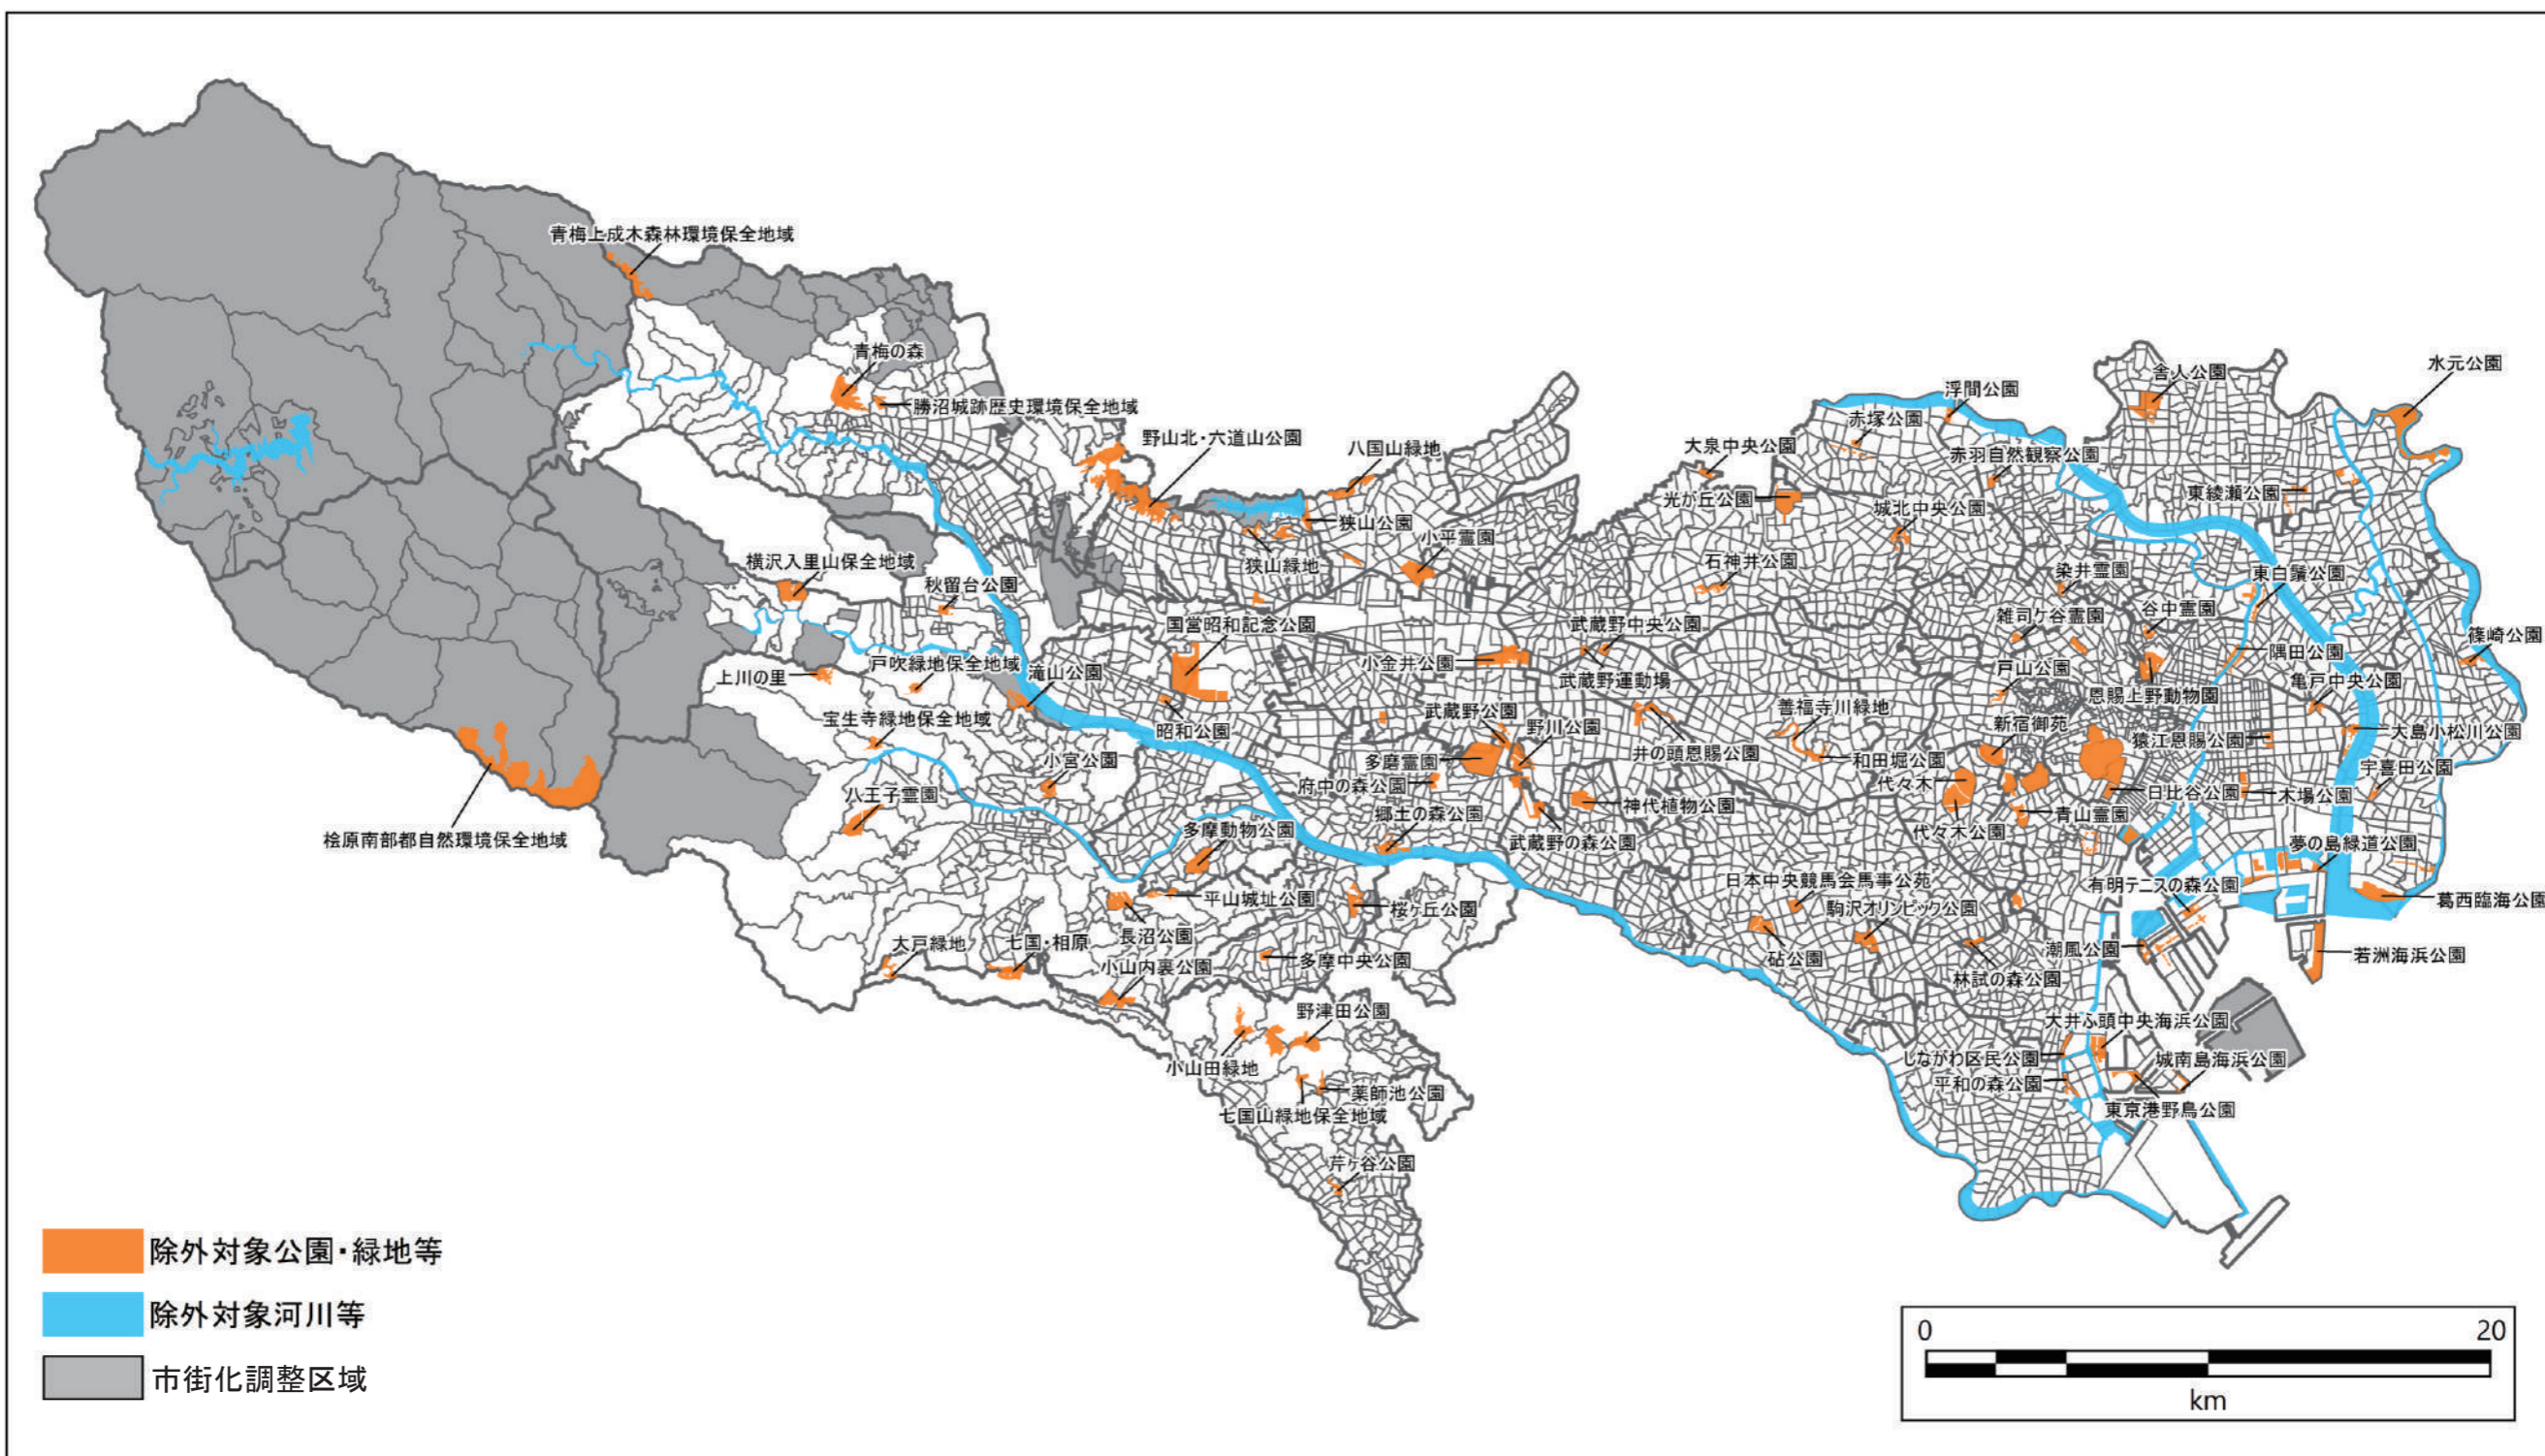 青梅上成木森林環境保全地域
青梅の森
勝沼城跡歴史環境保全地域
野山北・六道山公園
八国山緑地
狭山公園
小平霊園
狭山緑地
横沢入里山保全地域
秋留台公園
国営昭和記念公園
戸吹緑地保全地域
滝山公園
上川の里
宝生寺緑地保全地域
昭和公園
小宮公園
八王子霊園
多摩動物公園
檜原南部都自然環境保全地域
平山城址公園
長沼公園
大戸緑地
七国・相原
小山内裏公園
桜ヶ丘公園
多摩中央公園
野津田公園
小山田緑地
薬師池公園
七国山緑地保全地域
芹ヶ谷公園
水元公園
舎人公園
浮間公園
赤塚公園
大泉中央公園
赤羽自然観察公園
光が丘公園
城北中央公園
東綾瀬公園
石神井公園
染井霊園
東白鬚公園
雑司ケ谷霊園
谷中霊園
武蔵野中央公園
小金井公園
武蔵野運動場
戸山公園
隅田公園
篠崎公園
恩賜上野動物園
亀戸中央公園
武蔵野公園
野川公園
善福寺川緑地
新宿御苑
井の頭恩賜公園
和田堀公園
猿江恩賜公園
大島小松川公園
多磨霊園
府中の森公園
代々木
宇喜田公園
神代植物公園
日比谷公園
木場公園
郷土の森公園
代々木公園
青山霊園
武蔵野の森公園
夢の島緑道公園
日本中央競馬会馬事公苑
有明テニスの森公園
葛西臨海公園
駒沢オリンピック公園
砧公園
潮風公園
若洲海浜公園
林試の森公園
大井ふ頭中央海浜公園
しながわ区民公園
城南島海浜公園
平和の森公園
東京港野鳥公園
除外対象公園・緑地等
除外対象河川等
市街化調整区域
0 20
km